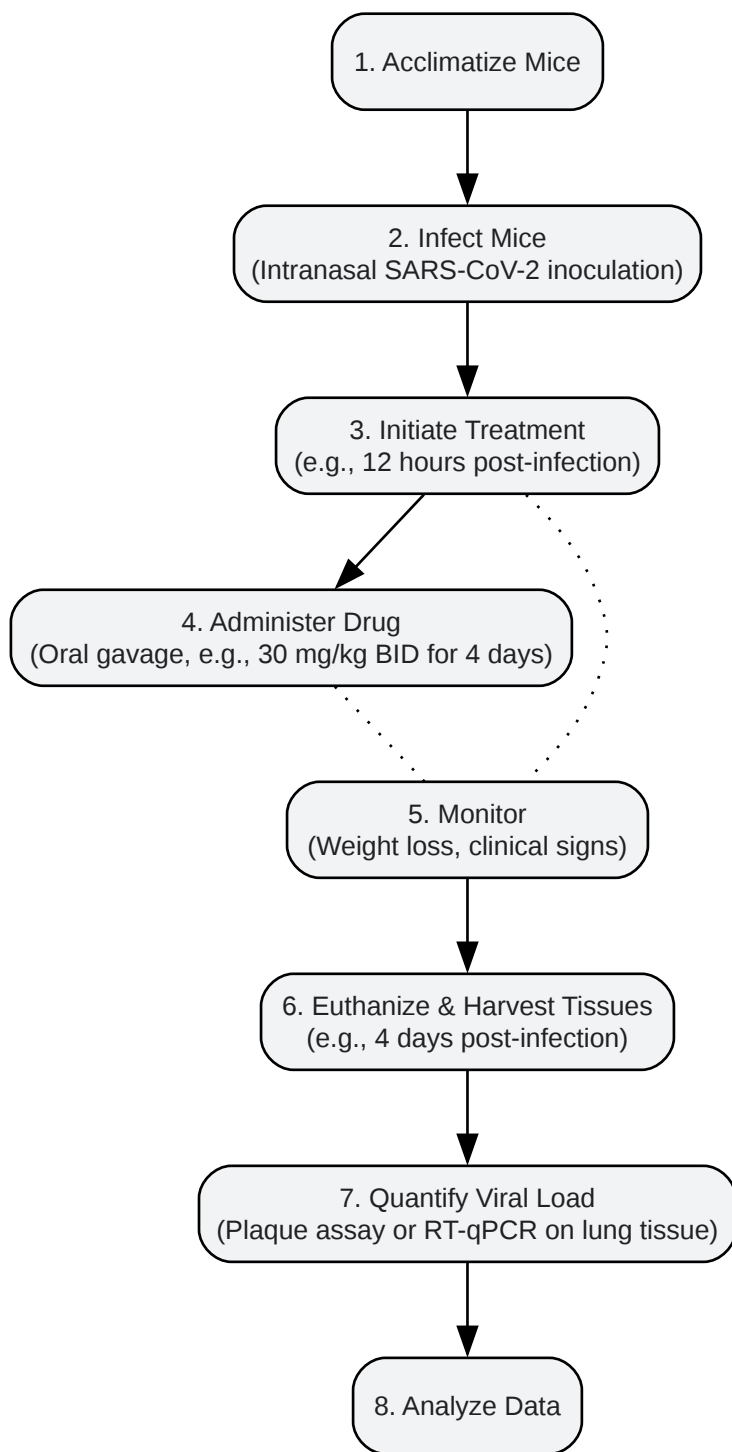 1. Acclimatize Mice
2. Infect Mice
(Intranasal SARS-CoV-2 inoculation)
3. Initiate Treatment
(e.g., 12 hours post-infection)
4. Administer Drug
(Oral gavage, e.g., 30 mg/kg BID for 4 days)
5. Monitor
(Weight loss, clinical signs)
6. Euthanize & Harvest Tissues
(e.g., 4 days post-infection)
7. Quantify Viral Load
(Plaque assay or RT-qPCR on lung tissue)
8. Analyze Data